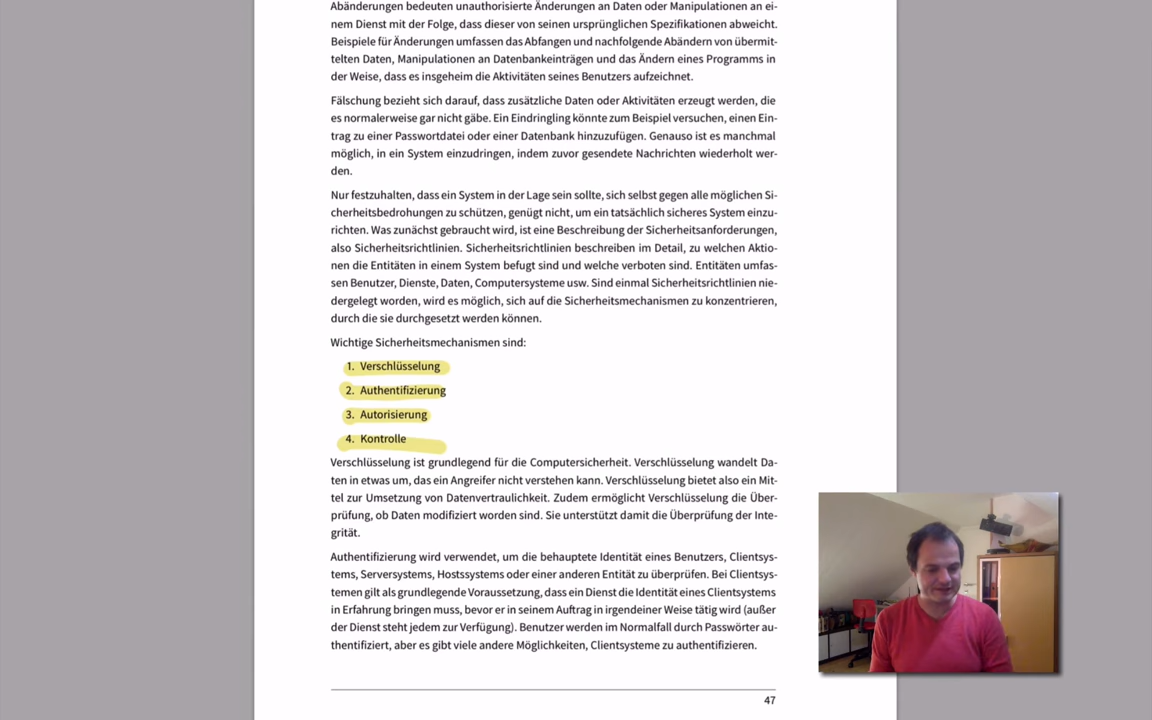 Abänderungen bedeuten unauthorisierte Änderungen an Daten oder Manipulationen an ei-
nem Dienst mit der Folge, dass dieser von seinen ursprünglichen Spezifikationen abweicht.
Beispiele für Änderungen umfassen das Abfangen und nachfolgende Abändern von übermit-
telten Daten, Manipulationen an Datenbankeinträgen und das Ändern eines Programms in
der Weise, dass es insgeheim die Aktivitäten seines Benutzers aufzeichnet.
Fälschung bezieht sich darauf, dass zusätzliche Daten oder Aktivitäten erzeugt werden, die
es normalerweise gar nicht gäbe. Ein Eindringling könnte zum Beispiel versuchen, einen Ein-
trag zu einer Passwortdatei oder einer Datenbank hinzuzufügen. Genauso ist es manchmal
möglich, in ein System einzudringen, indem zuvor gesendete Nachrichten wiederholt wer-
den.
Nur festzuhalten, dass ein System in der Lage sein sollte, sich selbst gegen alle möglichen Si-
cherheitsbedrohungen zu schützen, genügt nicht, um ein tatsächlich sicheres System einzu-
richten. Was zunächst gebraucht wird, ist eine Beschreibung der Sicherheitsanforderungen,
also Sicherheitsrichtlinien. Sicherheitsrichtlinien beschreiben im Detail, zu welchen Aktio-
nen die Entitäten in einem System befugt sind und welche verboten sind. Entitäten umfas-
sen Benutzer, Dienste, Daten, Computersysteme usw. Sind einmal Sicherheitsrichtlinien nie-
dergelegt worden, wird es möglich, sich auf die Sicherheitsmechanismen zu konzentrieren,
durch die sie durchgesetzt werden können.
Wichtige Sicherheitsmechanismen sind:
1. Verschlüsselung
2. Authentifizierung
3. Autorisierung
4. Kontrolle
Verschlüsselung ist grundlegend für die Computersicherheit. Verschlüsselung wandelt Da-
ten in etwas um, das ein Angreifer nicht verstehen kann. Verschlüsselung bietet also ein Mit-
tel zur Umsetzung von Datenvertraulichkeit. Zudem ermöglicht Verschlüsselung die Über-
prüfung, ob Daten modifiziert worden sind. Sie unterstützt damit die Überprüfung der Inte-
grität.
Authentifizierung wird verwendet, um die behauptete Identität eines Benutzers, Clientsys-
tems, Serversystems, Hostssystems oder einer anderen Entität zu überprüfen. Bei Clientsys-
temen gilt als grundlegende Voraussetzung, dass ein Dienst die Identität eines Clientsystems
in Erfahrung bringen muss, bevor er in seinem Auftrag in irgendeiner Weise tätig wird (außer
der Dienst steht jedem zur Verfügung). Benutzer werden im Normalfall durch Passwörter au-
thentifiziert, aber es gibt viele andere Möglichkeiten, Clientsysteme zu authentifizieren.
47